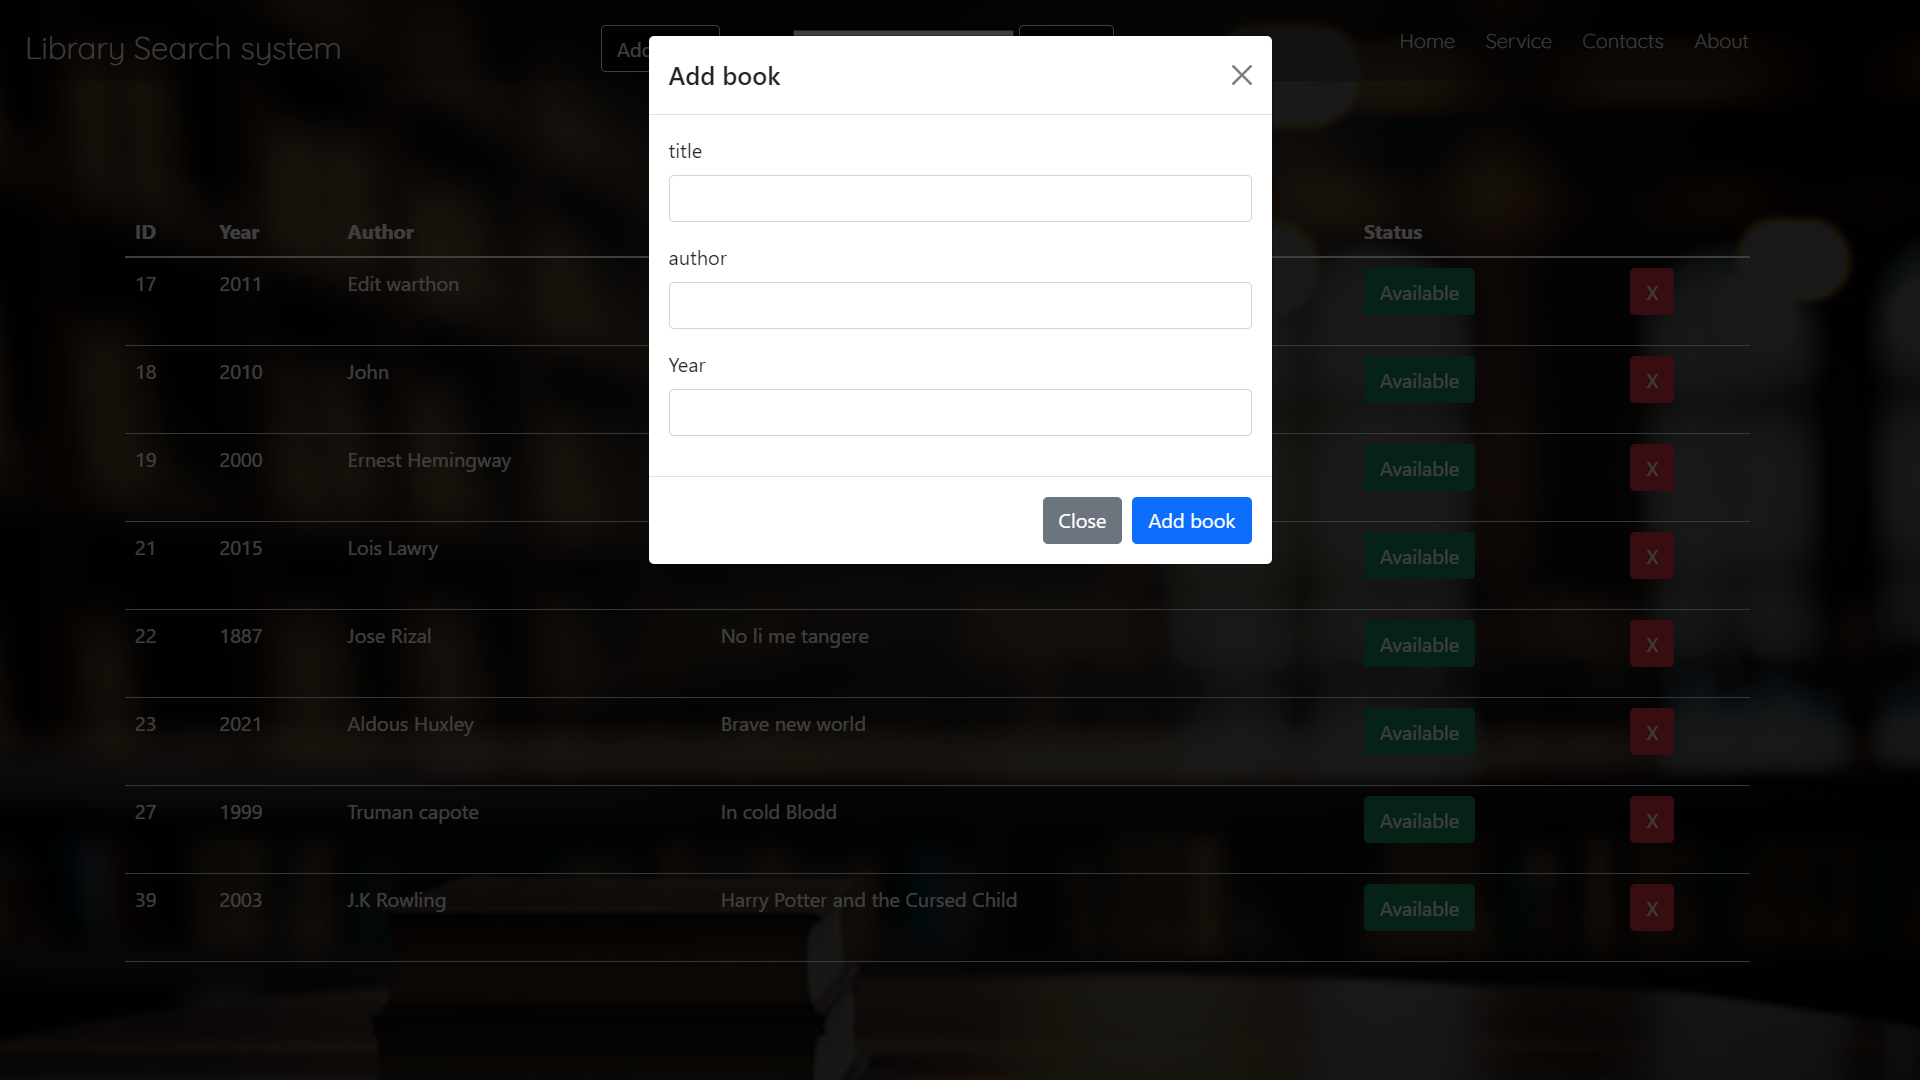 Library Search system
Add
Home Service Contacts About
Add book
title
author
Year
Close Add book
ID Year Author Status
17 2011 Edit warthon Available X
18 2010 John Available X
19 2000 Ernest Hemingway Available X
21 2015 Lois Lawry Available X
22 1887 Jose Rizal No li me tangere Available X
23 2021 Aldous Huxley Brave new world Available X
27 1999 Truman capote In cold Blodd Available X
39 2003 J.K Rowling Harry Potter and the Cursed Child Available X